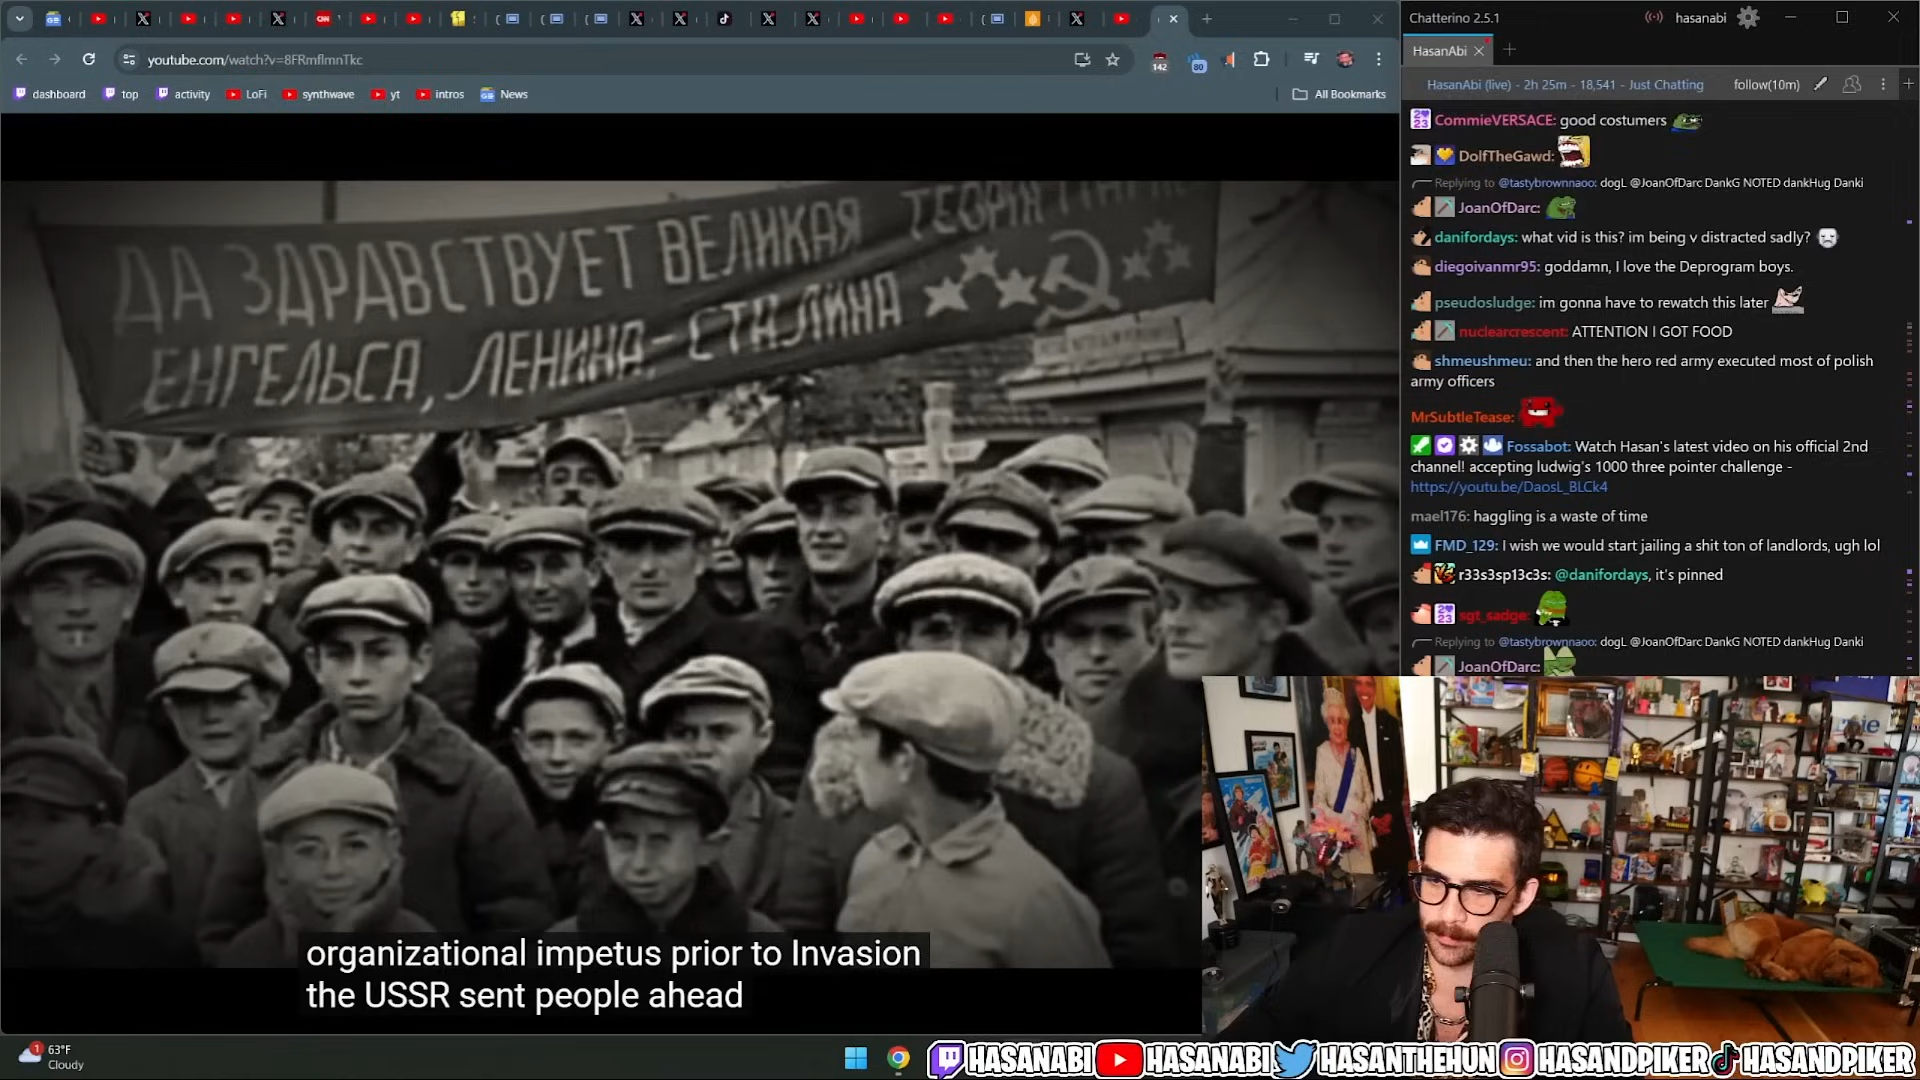 youtube.com/watch?v=8FRmflmnTkc
142
80
dashboard
top
activity
LoFi
synthwave
yt
intros
News
All Bookmarks
ДА ЗДРАВСТВУЕТ ВЕЛИКАЯ ТЕОРИЯ
ЕНГЕЛЬСА, ЛЕНИНА-СТАЛИНА
organizational impetus prior to Invasion
the USSR sent people ahead
Chatterino 2.5.1
hasanabi
HasanAbi
HasanAbi (live) - 2h 25m - 18,541 - Just Chatting
follow(10m)
CommieVERSACE: good costumers
DolfTheGawd:
Replying to @tastybrownnaoo: dogL @JoanOfDarc DankG NOTED dankHug Danki
JoanOfDarc:
danifordays: what vid is this? im being v distracted sadly?
diegoivanmr95: goddamn, I love the Deprogram boys.
pseudosludge: im gonna have to rewatch this later
nuclearcrescent: ATTENTION I GOT FOOD
shmeushmeu: and then the hero red army executed most of polish
army officers
MrSubtleTease:
Fossabot: Watch Hasan's latest video on his official 2nd
channel! accepting ludwig's 1000 three pointer challenge -
https://youtu.be/DaosL_BLCk4
mael176: haggling is a waste of time
FMD_129: I wish we would start jailing a shit ton of landlords, ugh lol
r33s3sp13c3s: @danifordays, it's pinned
sgt_sadge:
Replying to @tastybrownnaoo: dogL @JoanOfDarc DankG NOTED dankHug Danki
JoanOfDarc:
1
63°F
Cloudy
HASANABI
HASANABI
HASANTHEHUN
HASANDPIKER
HASANDPIKER